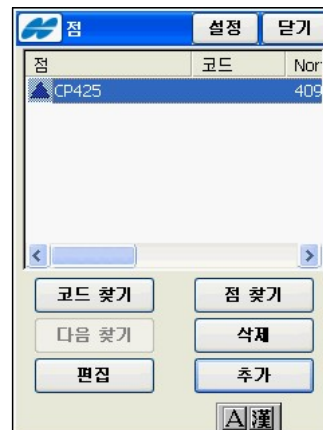 점 설정 닫기
점 코드 Nor
CP425 409
코드 찾기 점 찾기
다음 찾기 삭제
편집 추가
A 漢